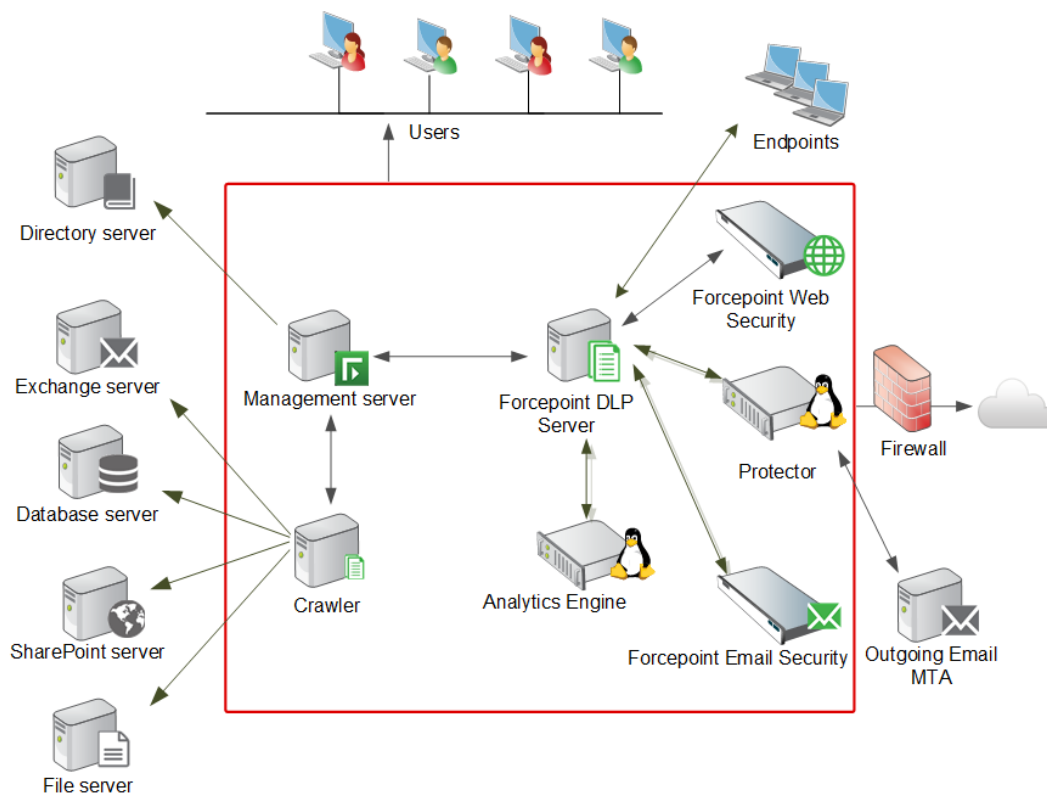 Users
Endpoints
Directory server
Forcepoint Web
Security
Exchange server
Management server
Forcepoint DLP
Server
Protector
Firewall
Database server
Crawler
Analytics Engine
SharePoint server
Forcepoint Email Security
Outgoing Email
MTA
File server